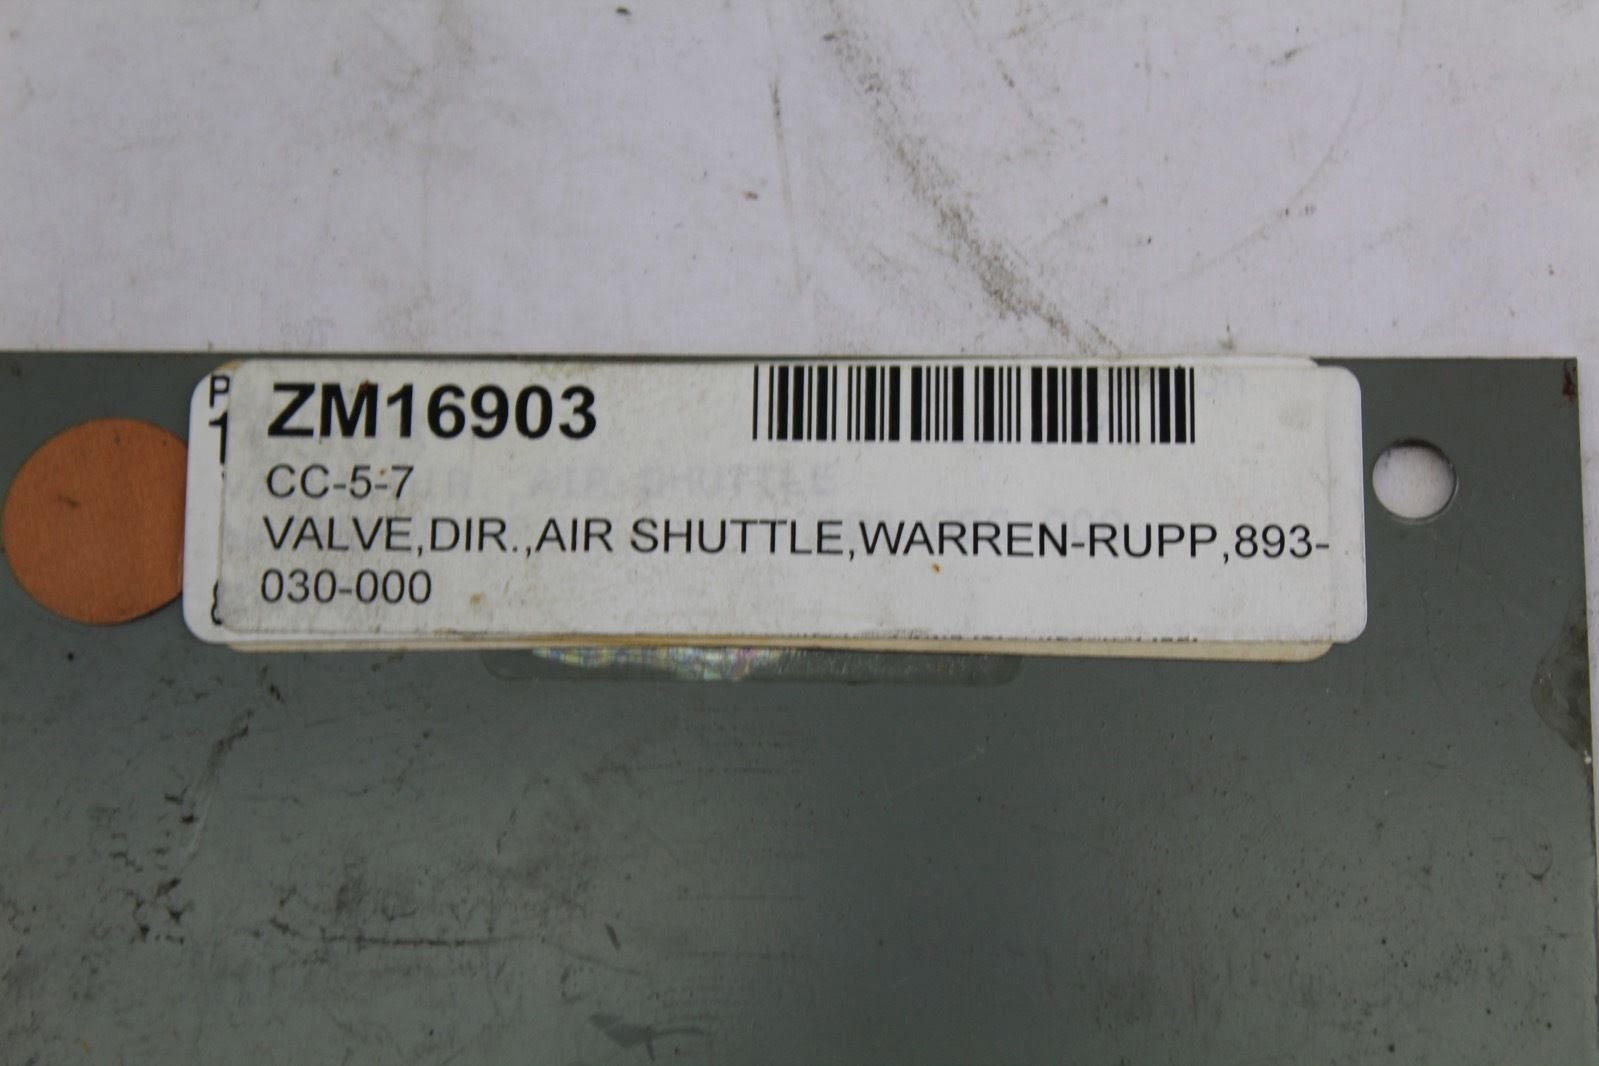 ZM16903
CC-5-7
VALVE,DIR.,AIR SHUTTLE,WARREN-RUPP,893-
030-000